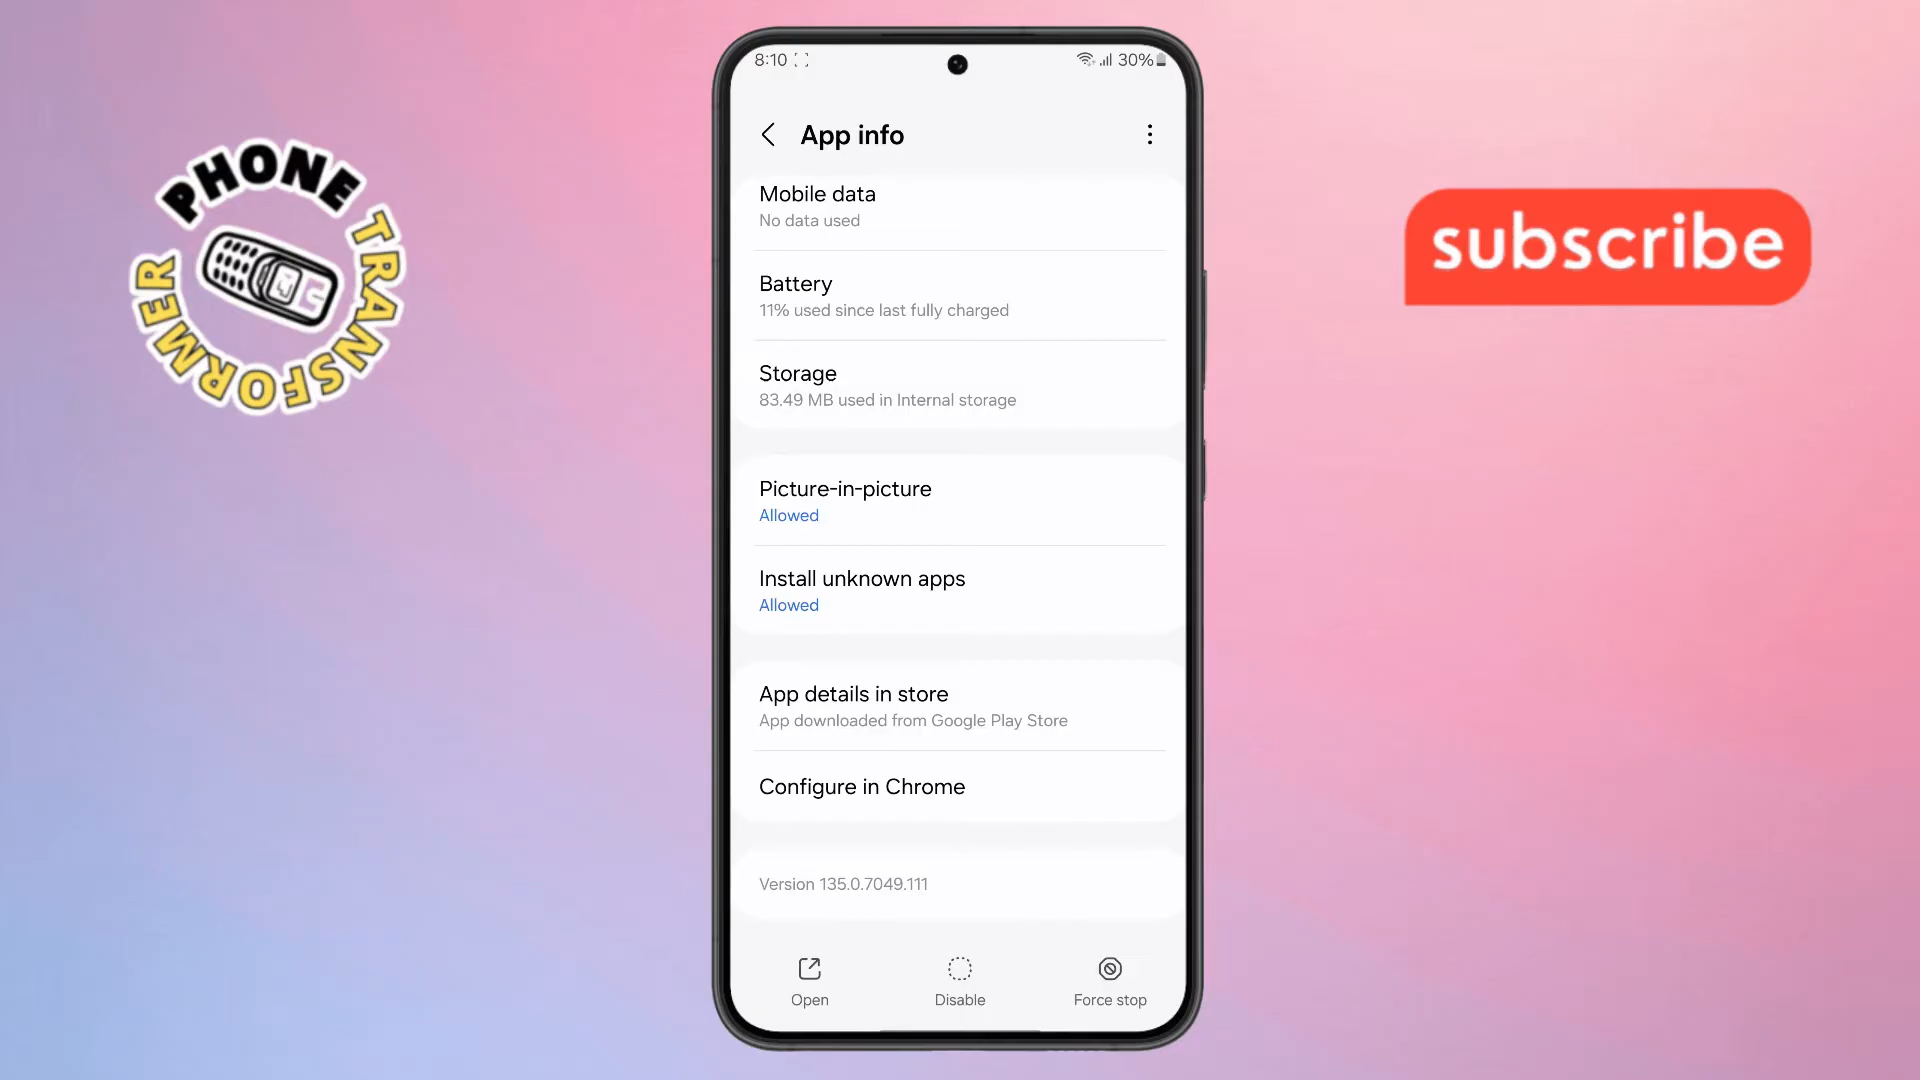 PHONE
TRANSFORMER
8:10
30%
App info
Mobile data
No data used
Battery
11% used since last fully charged
Storage
83.49 MB used in Internal storage
Picture-in-picture
Allowed
Install unknown apps
Allowed
App details in store
App downloaded from Google Play Store
Configure in Chrome
Version 135.0.7049.111
Open
Disable
Force stop
subscribe